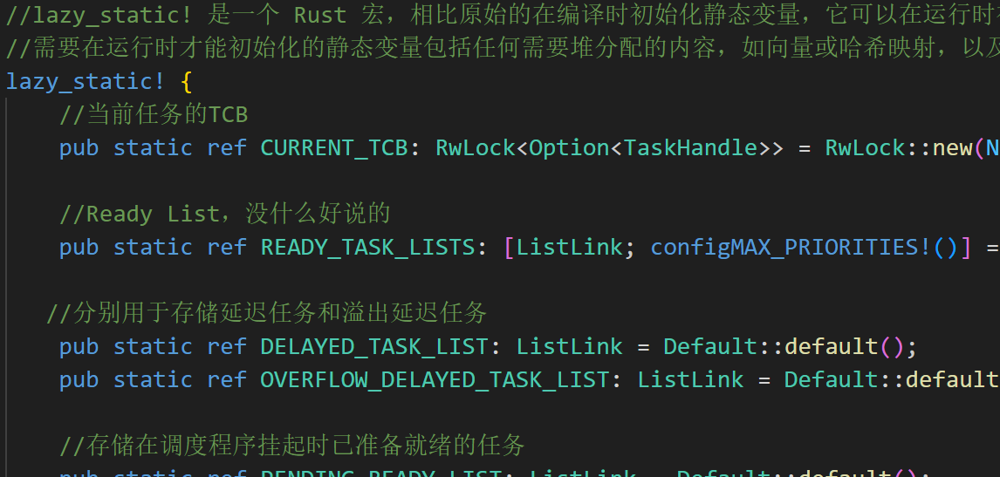 //lazy_static! 是一个 Rust 宏，相比原始的在编译时初始化静态变量，它可以在运行时
//需要在运行时才能初始化的静态变量包括任何需要堆分配的内容，如向量或哈希映射，以及
lazy_static! {
//当前任务的TCB
pub static ref CURRENT_TCB: RwLock<Option<TaskHandle>> = RwLock::new(N
//Ready List，没什么好说的
pub static ref READY_TASK_LISTS: [ListLink; configMAX_PRIORITIES!()] =
//分别用于存储延迟任务和溢出延迟任务
pub static ref DELAYED_TASK_LIST: ListLink = Default::default();
pub static ref OVERFLOW_DELAYED_TASK_LIST: ListLink = Default::default
//存储在调度程序挂起时已准备就绪的任务
pub static ref PENDING_READY_LIST: ListLink = Default::default();